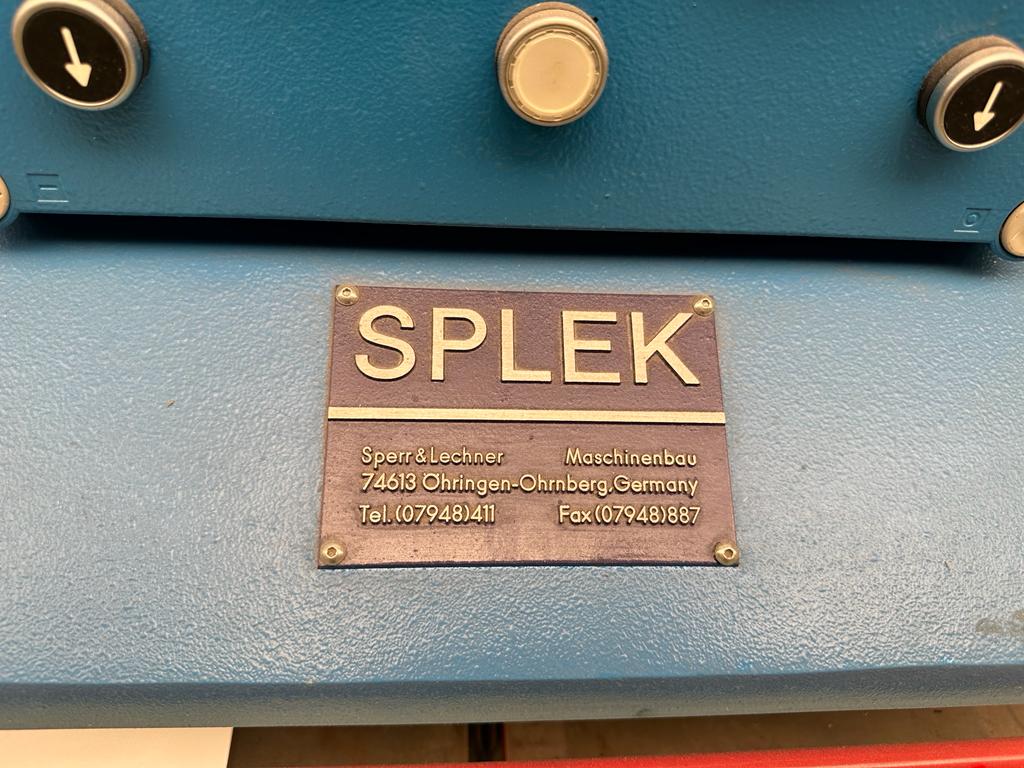 SPLEK
Sperr & Lechner Maschinenbau
74613 Öhringen-Ohrnberg, Germany
Tel. (07948) 411 Fax (07948) 887